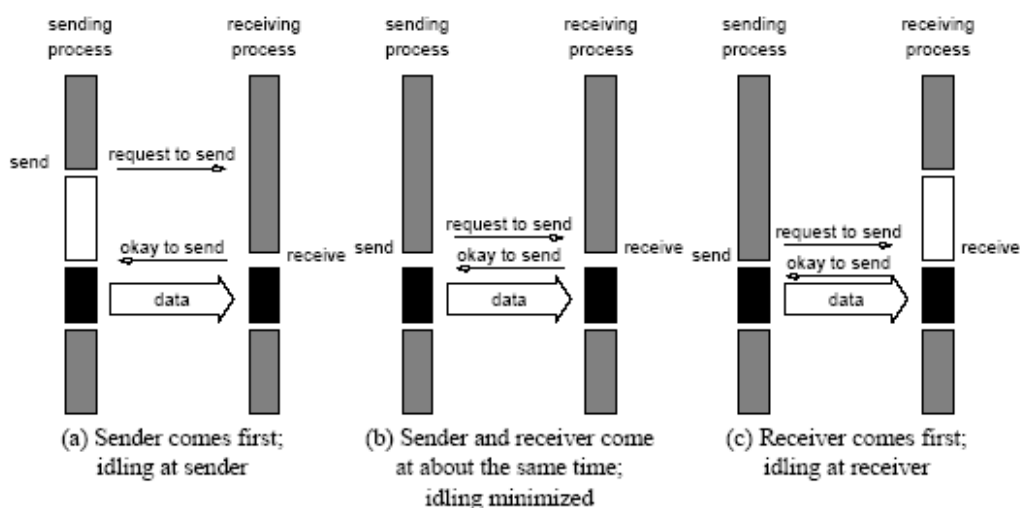 sending
process
receiving
process
send
request to send
okay to send
receive
data
(a) Sender comes first;
idling at sender
sending
process
receiving
process
request to send
send
okay to send
receive
data
(b) Sender and receiver come
at about the same time;
idling minimized
sending
process
receiving
process
request to send
send
okay to send
receive
data
(c) Receiver comes first;
idling at receiver